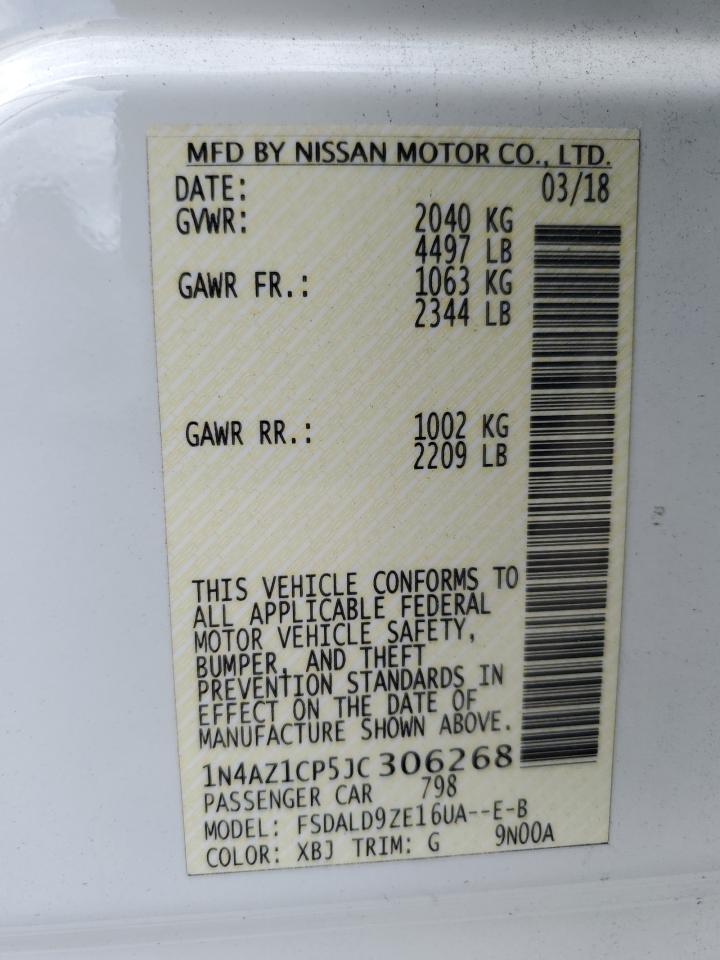 MFD BY NISSAN MOTOR CO., LTD.
DATE: 03/18
GVWR: 2040 KG
4497 LB
GAWR FR.: 1063 KG
2344 LB
GAWR RR.: 1002 KG
2209 LB
THIS VEHICLE CONFORMS TO
ALL APPLICABLE FEDERAL
MOTOR VEHICLE SAFETY,
BUMPER, AND THEFT
PREVENTION STANDARDS IN
EFFECT ON THE DATE OF
MANUFACTURE SHOWN ABOVE.
1N4AZ1CP5JC306268
PASSENGER CAR 798
MODEL: FSDALD9ZE16UA--E-B
COLOR: XBJ TRIM: G 9N00A